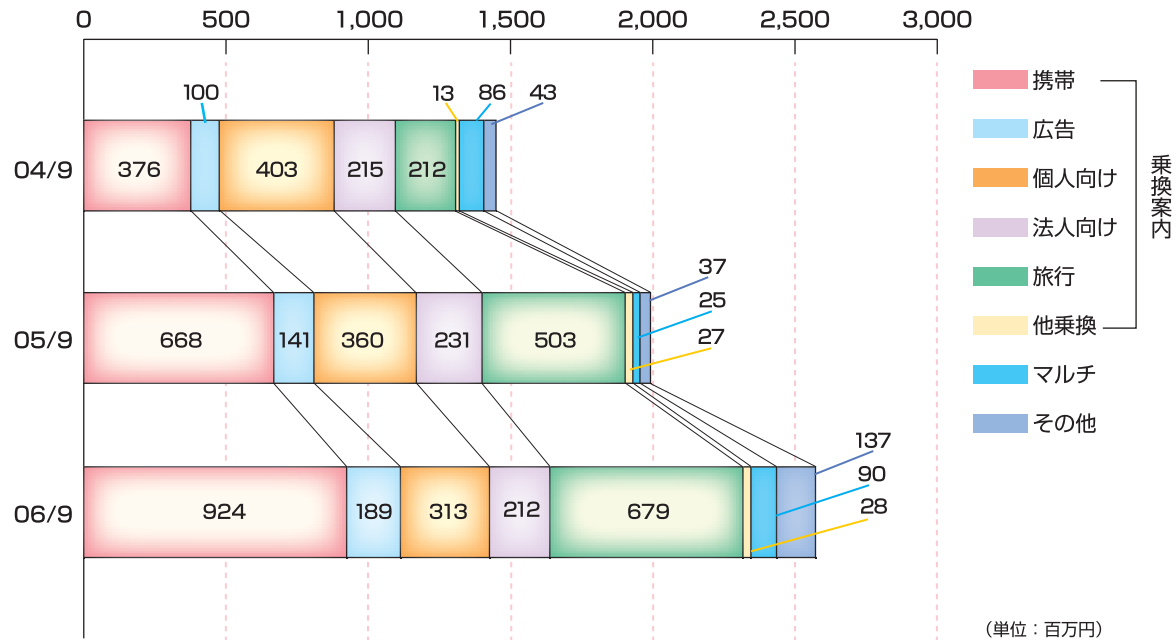 0 500 1,000 1,500 2,000 2,500 3,000
100 13 86 43
04/9 376 403 215 212
37
25
27
05/9 668 141 360 231 503
137
90
28
06/9 924 189 313 212 679
携帯
広告
個人向け
法人向け
旅行
他乗換
マルチ
その他
乗換案内
(単位:百万円)